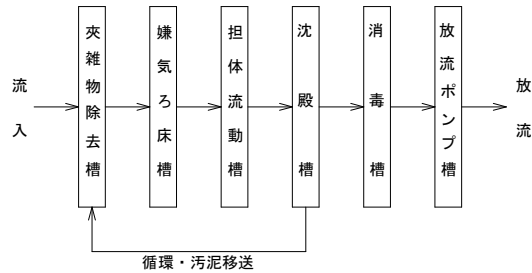 流入
夾雑物除去槽
嫌気ろ床槽
担体流動槽
沈殿槽
消毒槽
放流ポンプ槽
放流
循環・汚泥移送